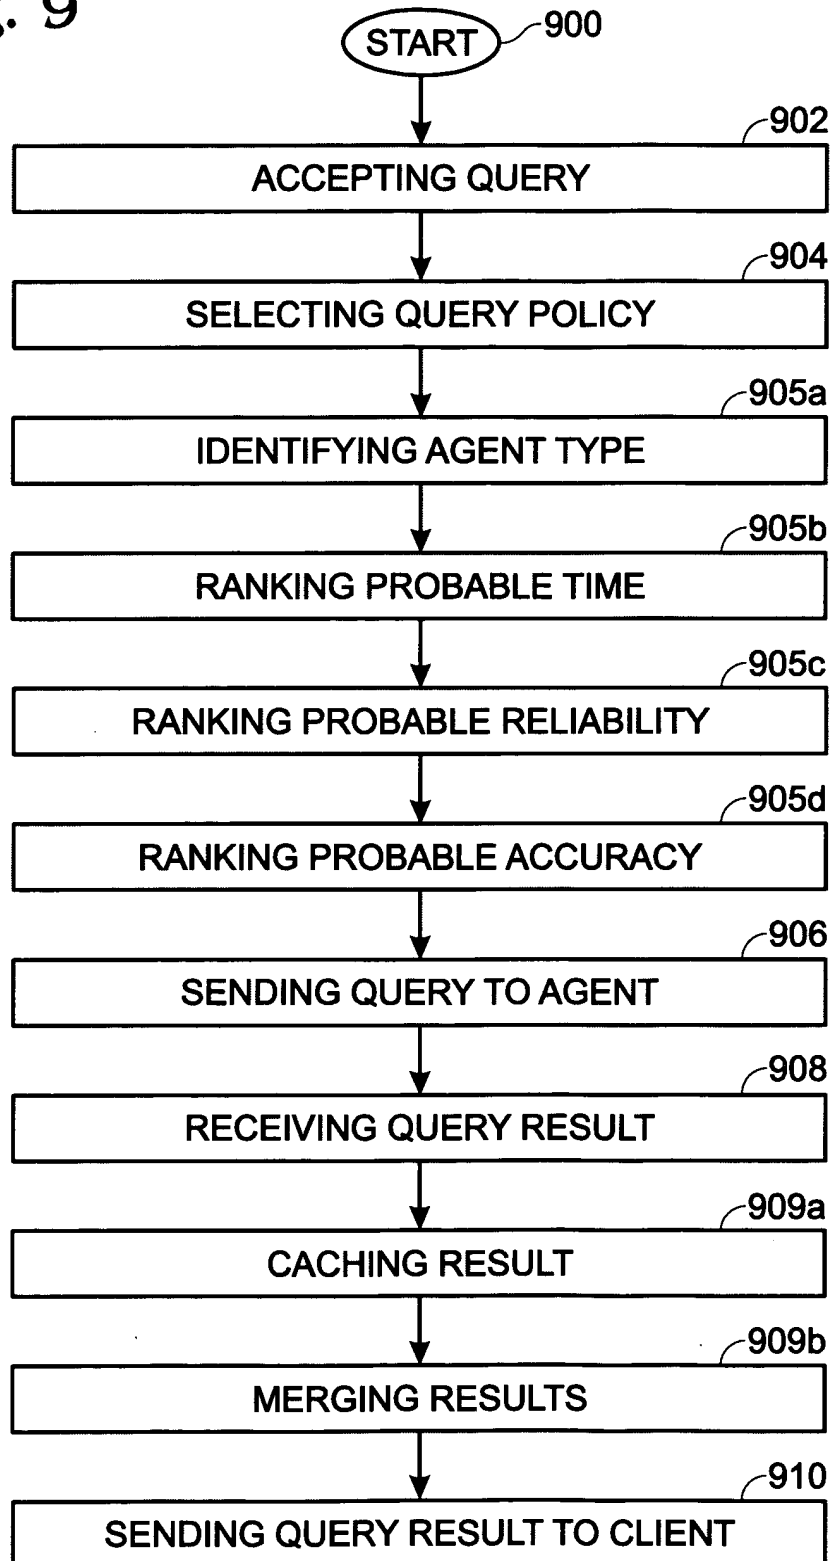 . 9
START
900
902
ACCEPTING QUERY
904
SELECTING QUERY POLICY
905a
IDENTIFYING AGENT TYPE
905b
RANKING PROBABLE TIME
905c
RANKING PROBABLE RELIABILITY
905d
RANKING PROBABLE ACCURACY
906
SENDING QUERY TO AGENT
908
RECEIVING QUERY RESULT
909a
CACHING RESULT
909b
MERGING RESULTS
910
SENDING QUERY RESULT TO CLIENT